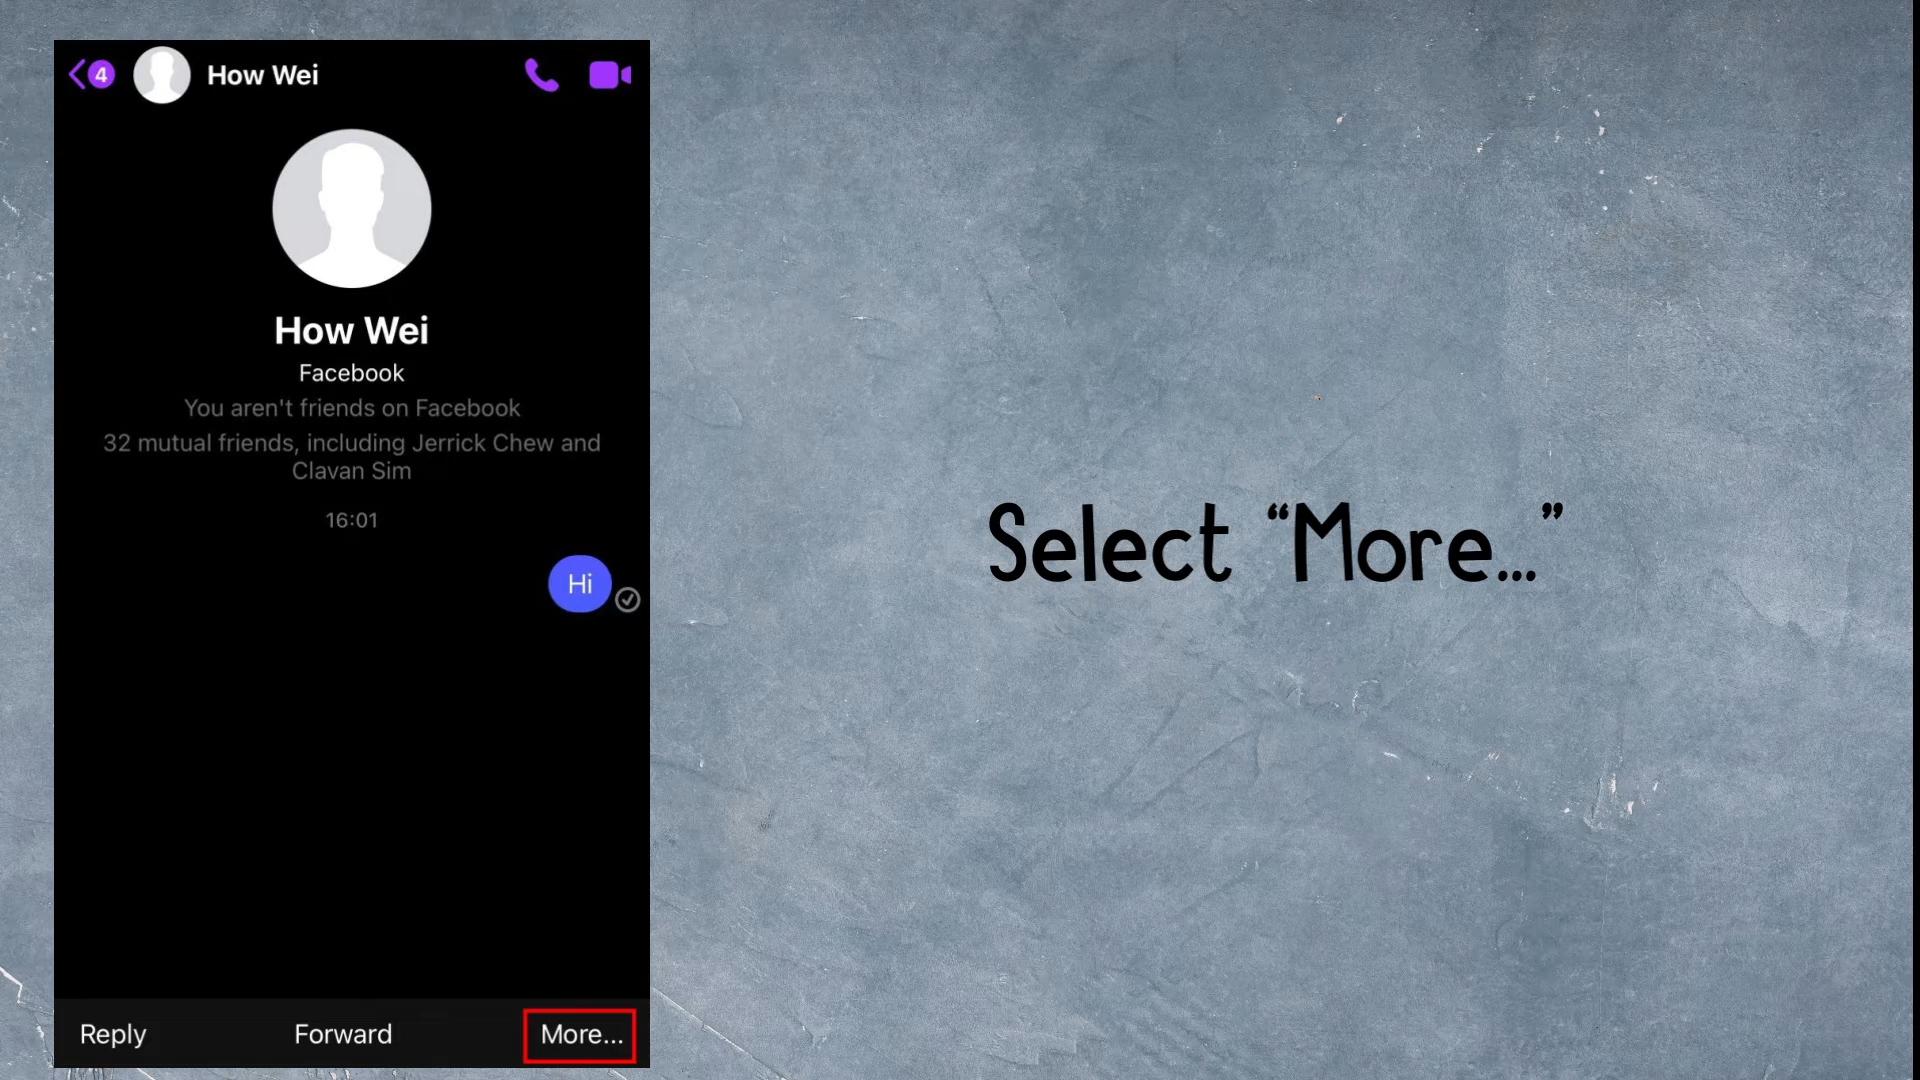 4 How Wei
How Wei
Facebook
You aren't friends on Facebook
32 mutual friends, including Jerrick Chew and
Clavan Sim
16:01
Hi
Select “More...”
Reply Forward More...